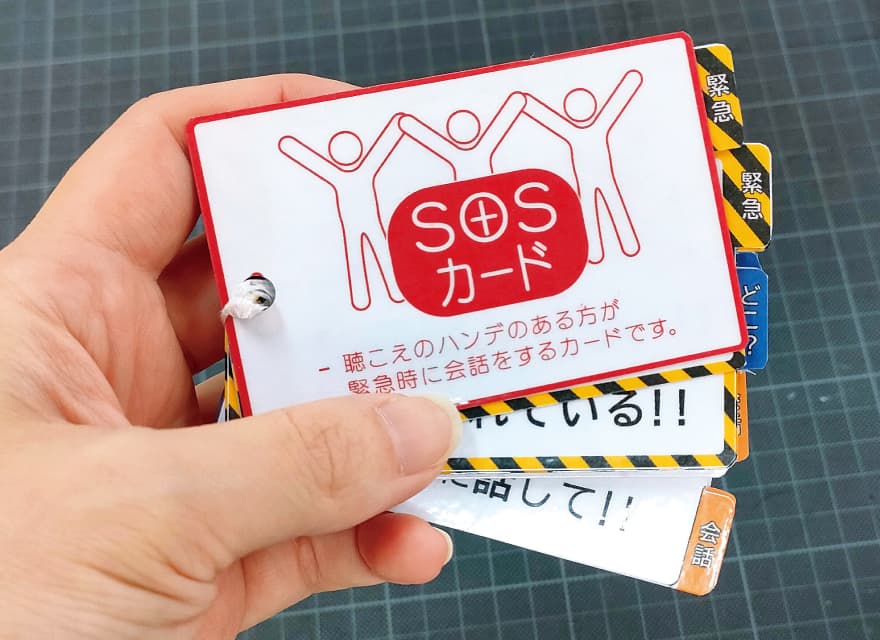 SOS
カード
- 聴こえのハンデのある方が
緊急時に会話をするカードです。
緊急
緊急
どこ?
ている!!
話して!!
会話